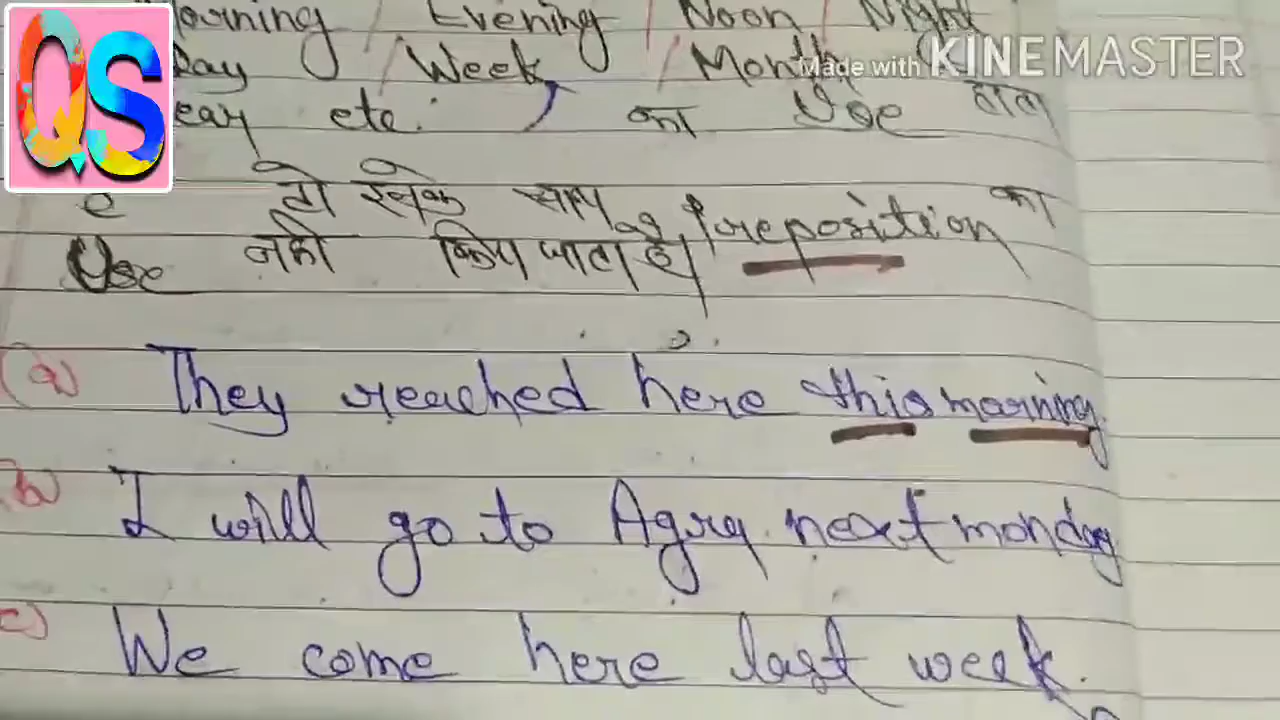 Morning / Evening / Noon / Night
Day / Week / Month
Made with KINEMASTER
QS
Year etc. ) का Use हाता
e तो इनके साथ Preposition का
Use नही किया जाता है।
(a) They reached here this morning.
(b) I will go to Agra next monday
(c) We come here last week.